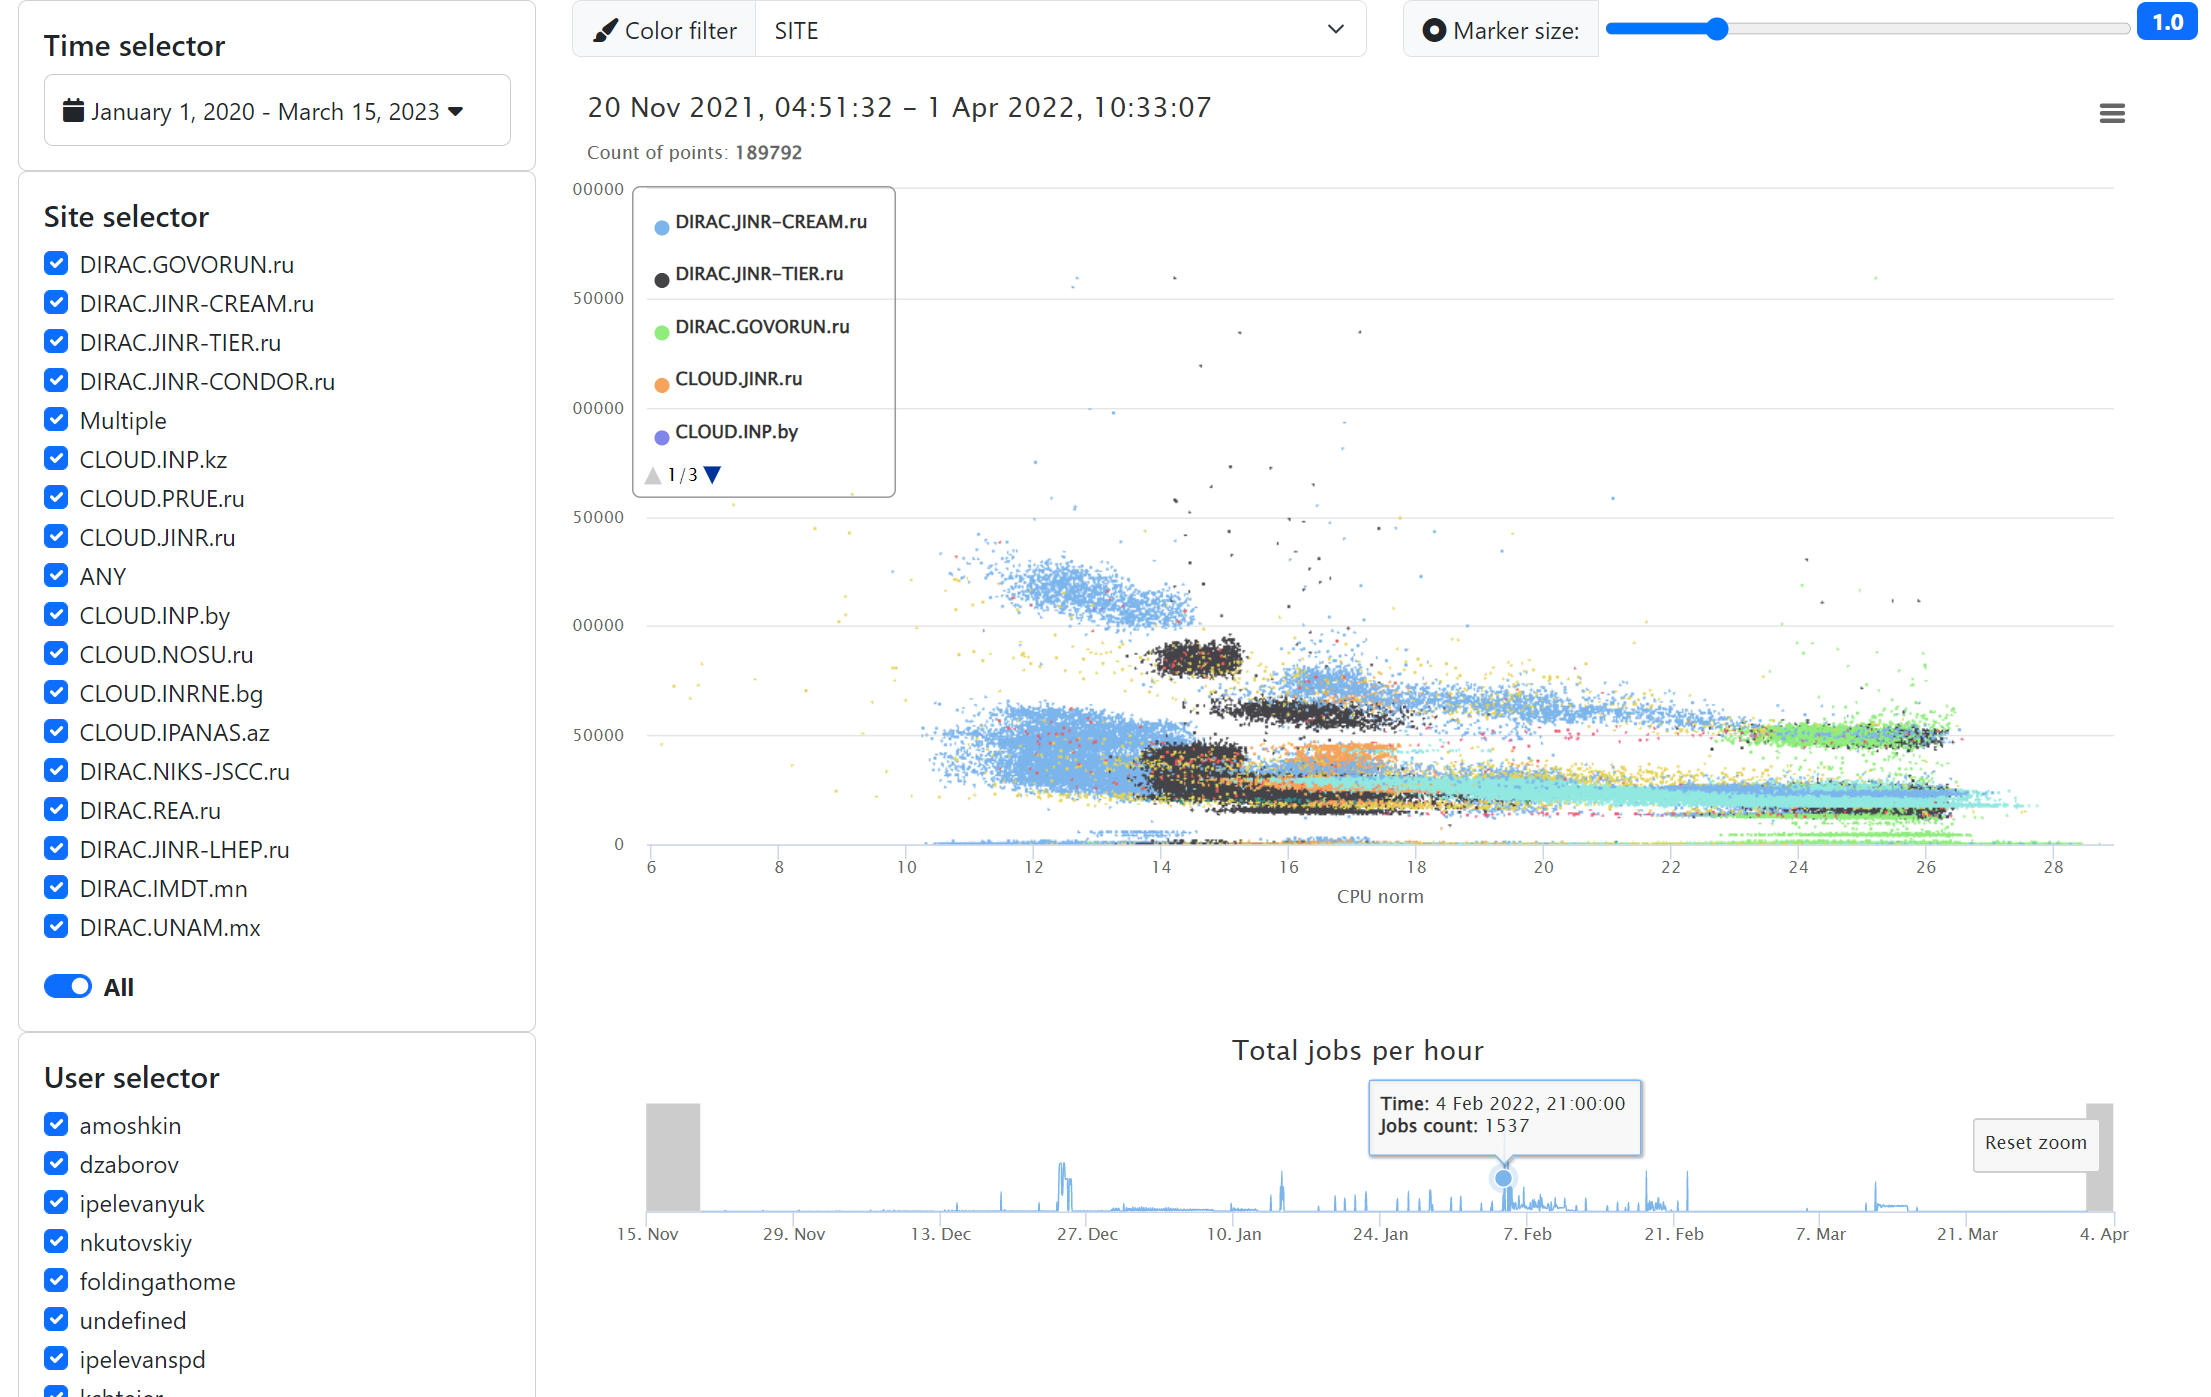 Time selector
January 1, 2020 - March 15, 2023
Site selector
DIRAC.GOVORUN.ru
DIRAC.JINR-CREAM.ru
DIRAC.JINR-TIER.ru
DIRAC.JINR-CONDOR.ru
Multiple
CLOUD.INP.kz
CLOUD.PRUE.ru
CLOUD.JINR.ru
ANY
CLOUD.INP.by
CLOUD.NOSU.ru
CLOUD.INRNE.bg
CLOUD.IPANAS.az
DIRAC.NIKS-JSCC.ru
DIRAC.REA.ru
DIRAC.JINR-LHEP.ru
DIRAC.IMDT.mn
DIRAC.UNAM.mx
All
User selector
amoshkin
dzaborov
ipelevanyuk
nkutovskiy
foldingathome
undefined
ipelevanspd
Color filter SITE
Marker size: 1.0
20 Nov 2021, 04:51:32 – 1 Apr 2022, 10:33:07
Count of points: 189792
00000
50000
00000
50000
00000
50000
0
DIRAC.JINR-CREAM.ru
DIRAC.JINR-TIER.ru
DIRAC.GOVORUN.ru
CLOUD.JINR.ru
CLOUD.INP.by
1/3
6 8 10 12 14 16 18 20 22 24 26 28
CPU norm
Total jobs per hour
Time: 4 Feb 2022, 21:00:00
Jobs count: 1537
Reset zoom
15. Nov 29. Nov 13. Dec 27. Dec 10. Jan 24. Jan 7. Feb 21. Feb 7. Mar 21. Mar 4. Apr